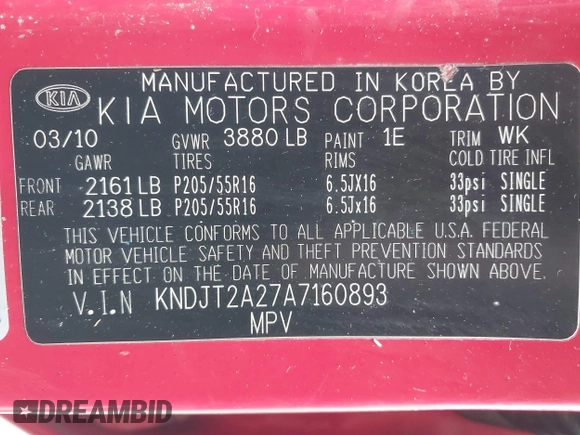 MANUFACTURED IN KOREA BY
KIA KIA MOTORS CORPORATION
03/10 GVWR 3880 LB PAINT 1E TRIM WK
GAWR TIRES RIMS COLD TIRE INFL
FRONT 2161 LB P205/55R16 6.5JX16 33psi SINGLE
REAR 2138 LB P205/55R16 6.5Jx16 33psi SINGLE
THIS VEHICLE CONFORMS TO ALL APPLICABLE U.S.A. FEDERAL
MOTOR VEHICLE SAFETY AND THEFT PREVENTION STANDARDS
IN EFFECT ON THE DATE OF MANUFACTURE SHOWN ABOVE.
V.I.N KNDJT2A27A7160893
MPV
DREAMBID